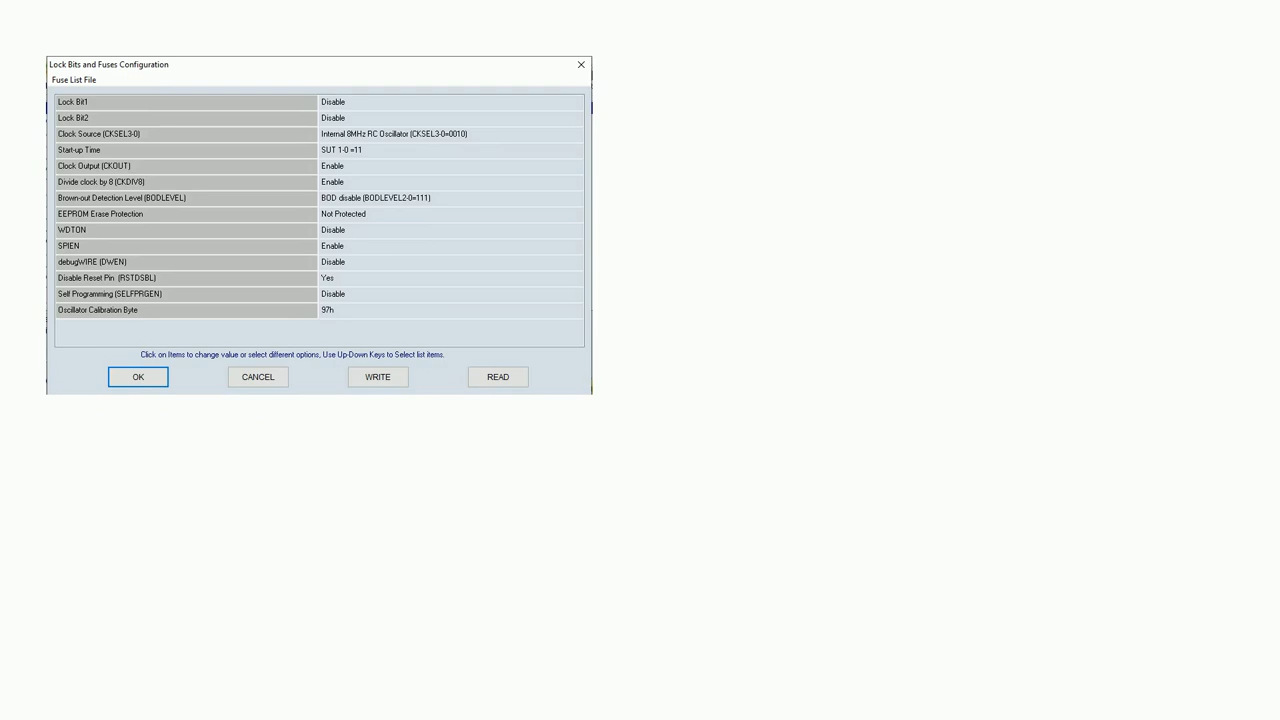 Lock Bits and Fuses Configuration
Fuse List File
Lock Bit1 Disable
Lock Bit2 Disable
Clock Source (CKSEL3-0) Internal 8MHz RC Oscillator (CKSEL3-0=0010)
Start-up Time SUT 1-0 =11
Clock Output (CKOUT) Enable
Divide clock by 8 (CKDIV8) Enable
Brown-out Detection Level (BODLEVEL) BOD disable (BODLEVEL2-0=111)
EEPROM Erase Protection Not Protected
WDTON Disable
SPIEN Enable
debugWIRE (DWEN) Disable
Disable Reset Pin (RSTDSBL) Yes
Self Programming (SELFPRGEN) Disable
Oscillator Calibration Byte 97h
Click on Items to change value or select different options, Use Up-Down Keys to Select list items.
OK CANCEL WRITE READ